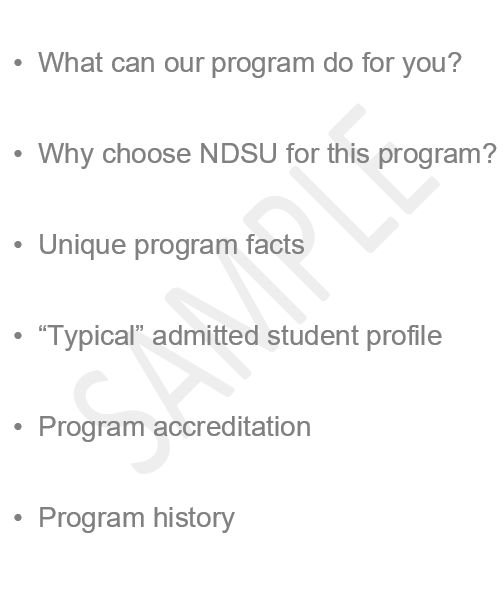 • What can our program do for you?
• Why choose NDSU for this program?
• Unique program facts
• “Typical” admitted student profile
• Program accreditation
• Program history
SAMPLE